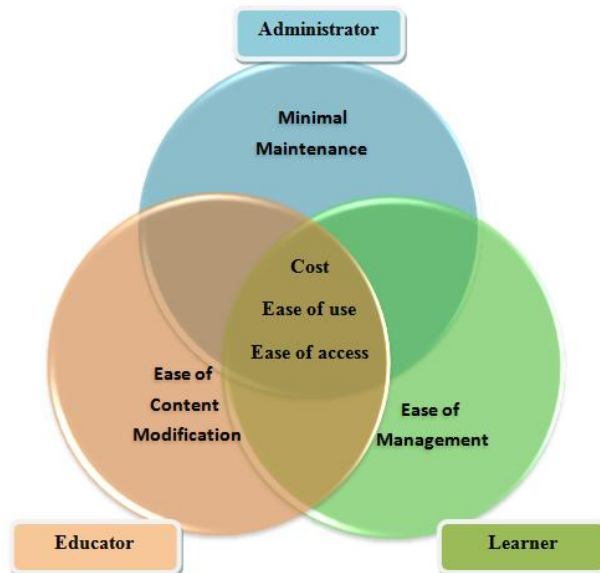 Administrator
Minimal
Maintenance
Cost
Ease of use
Ease of access
Ease of
Content
Modification
Ease of
Management
Educator
Learner